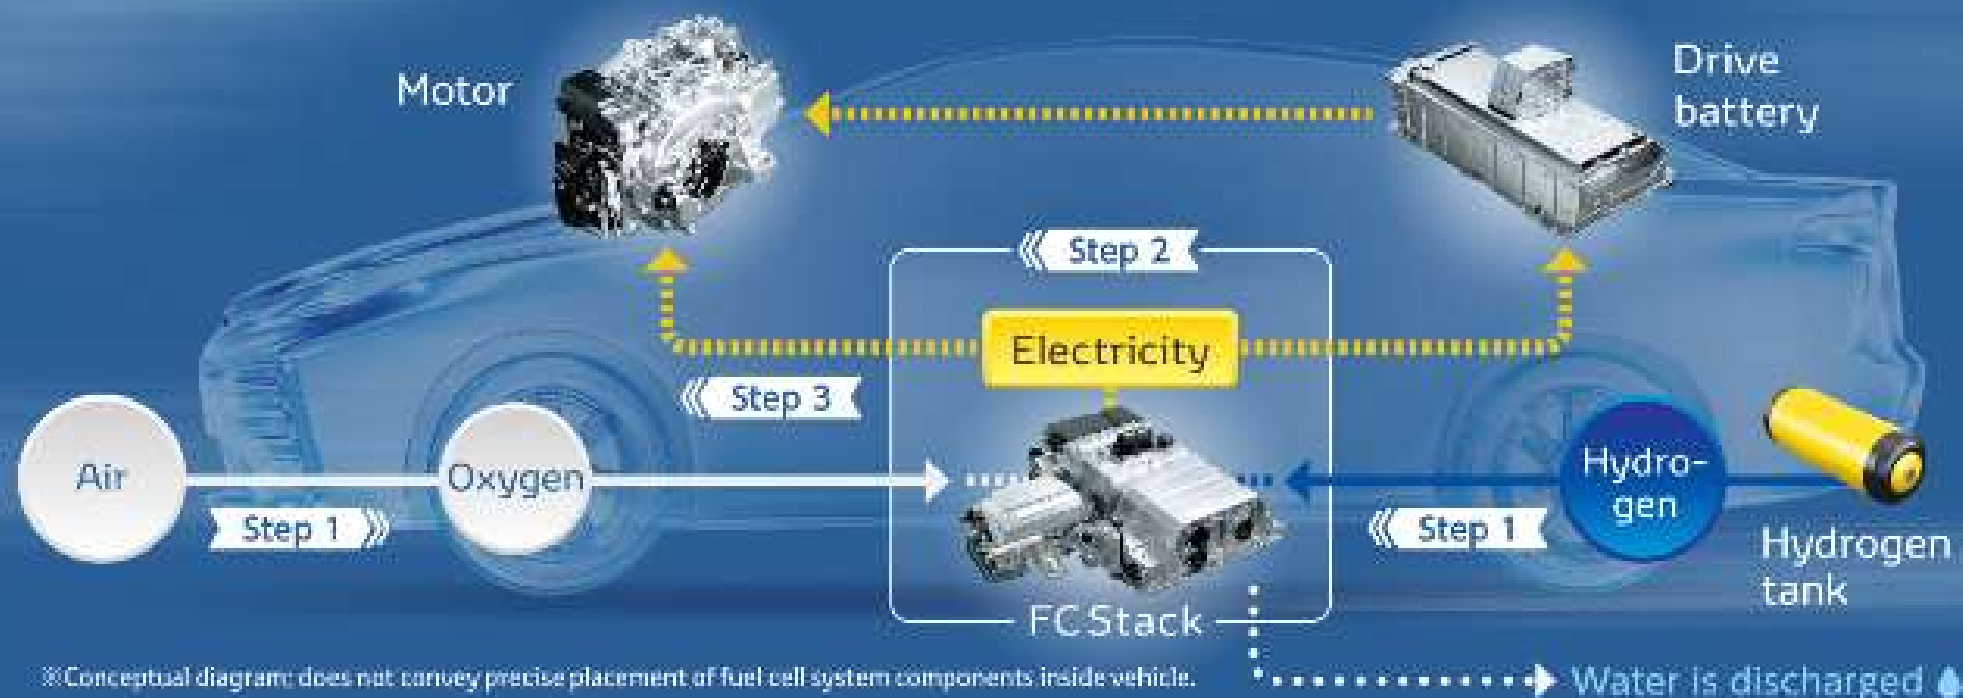 Motor
Drive
battery
Step 2
Electricity
Step 3
Air
Oxygen
Step 1
Step 1
Hydro-
gen
Hydrogen
tank
FC Stack
※Conceptual diagram; does not convey precise placement of fuel cell system components inside vehicle.
Water is discharged